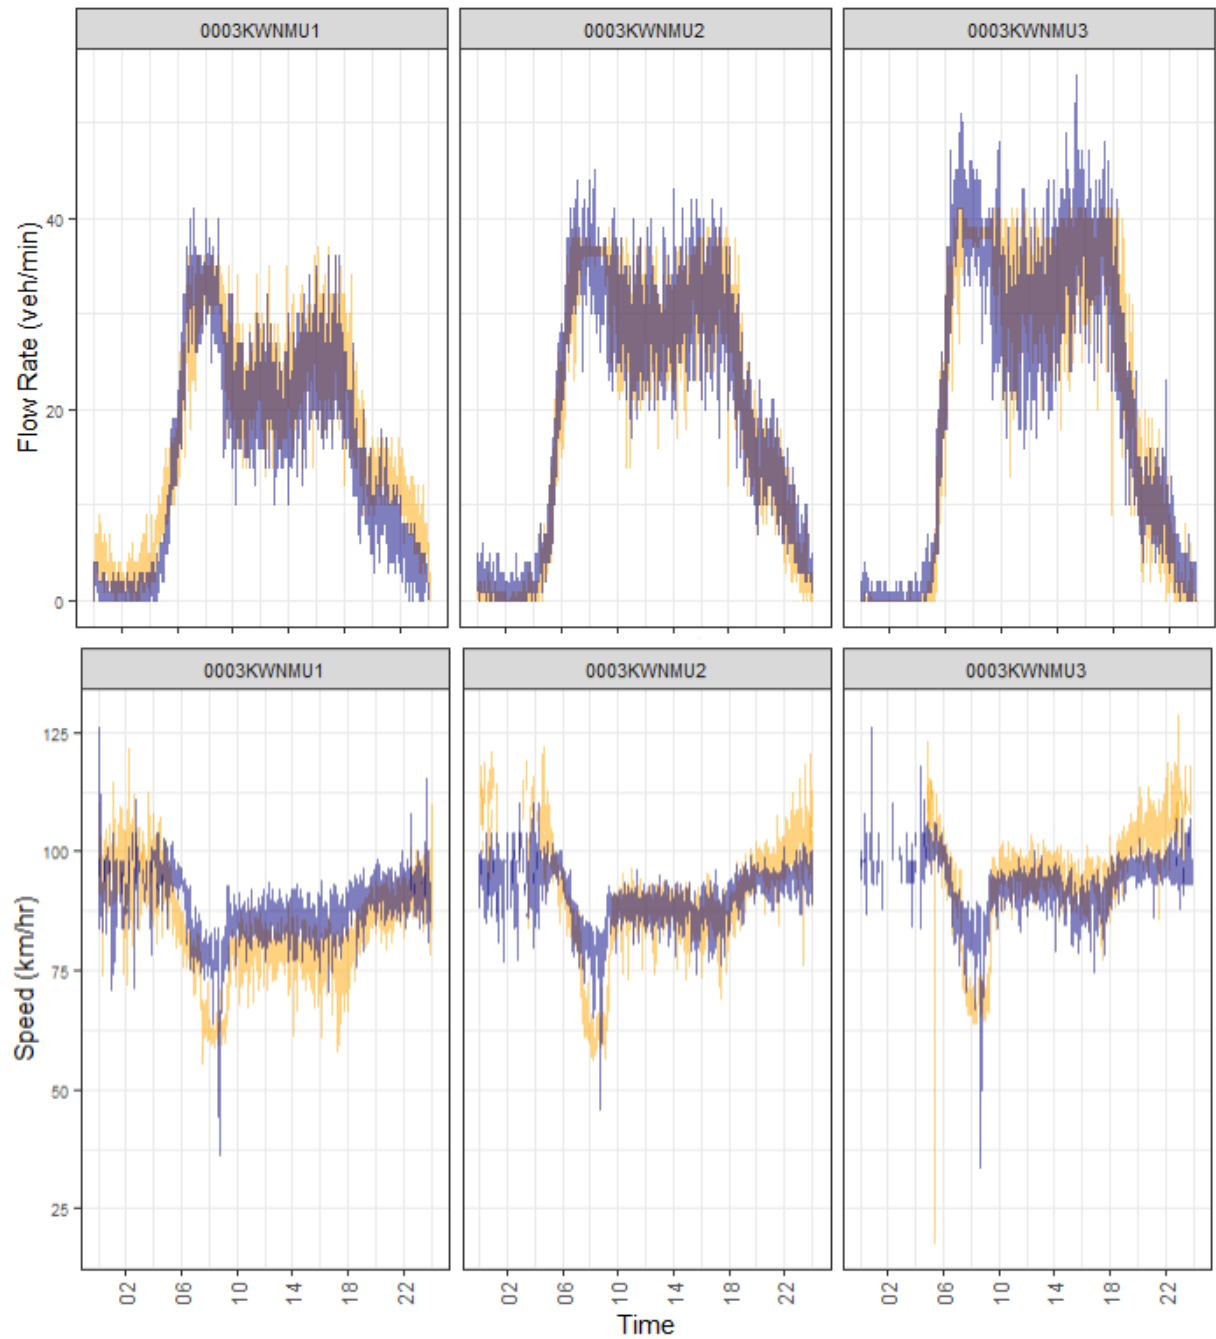 0003KWNMU1 0003KWNMU2 0003KWNMU3
Flow Rate (veh/min)
40
20
0
0003KWNMU1 0003KWNMU2 0003KWNMU3
Speed (km/hr)
125
100
75
50
25
02 06 10 14 18 22 02 06 10 14 18 22 02 06 10 14 18 22
Time